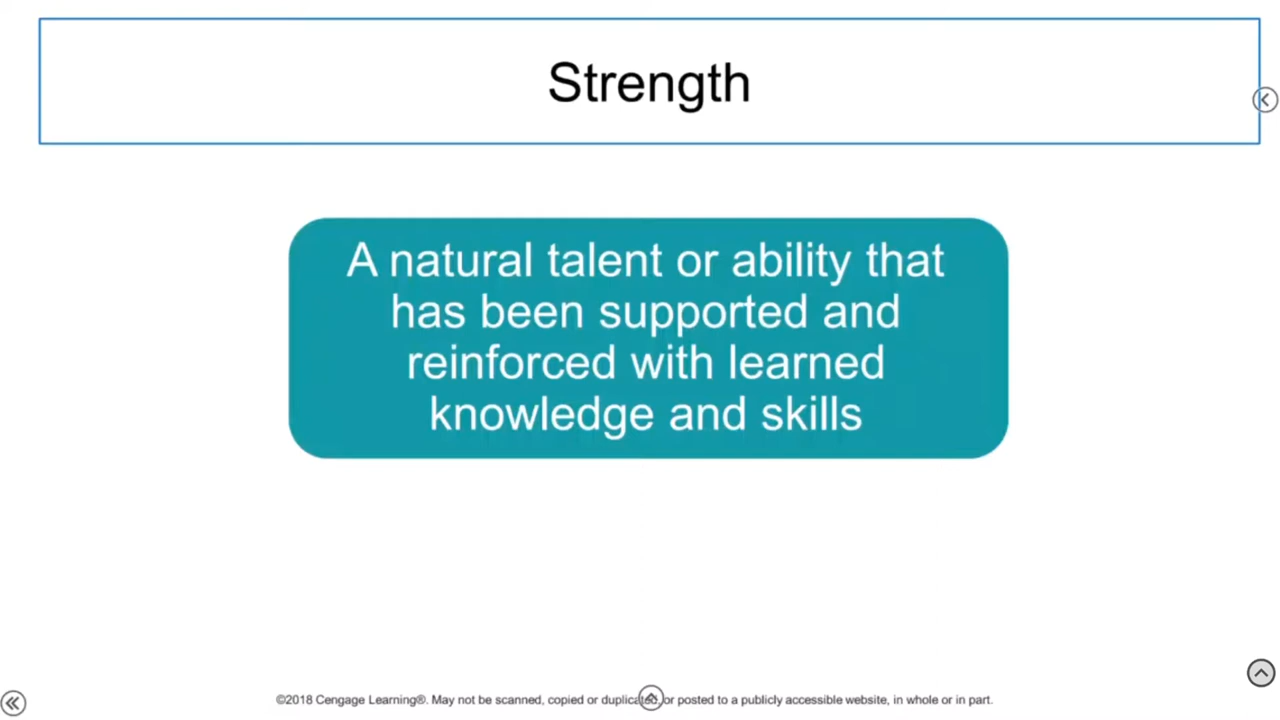 Strength
A natural talent or ability that
has been supported and
reinforced with learned
knowledge and skills
©2018 Cengage Learning®. May not be scanned, copied or duplicated, or posted to a publicly accessible website, in whole or in part.